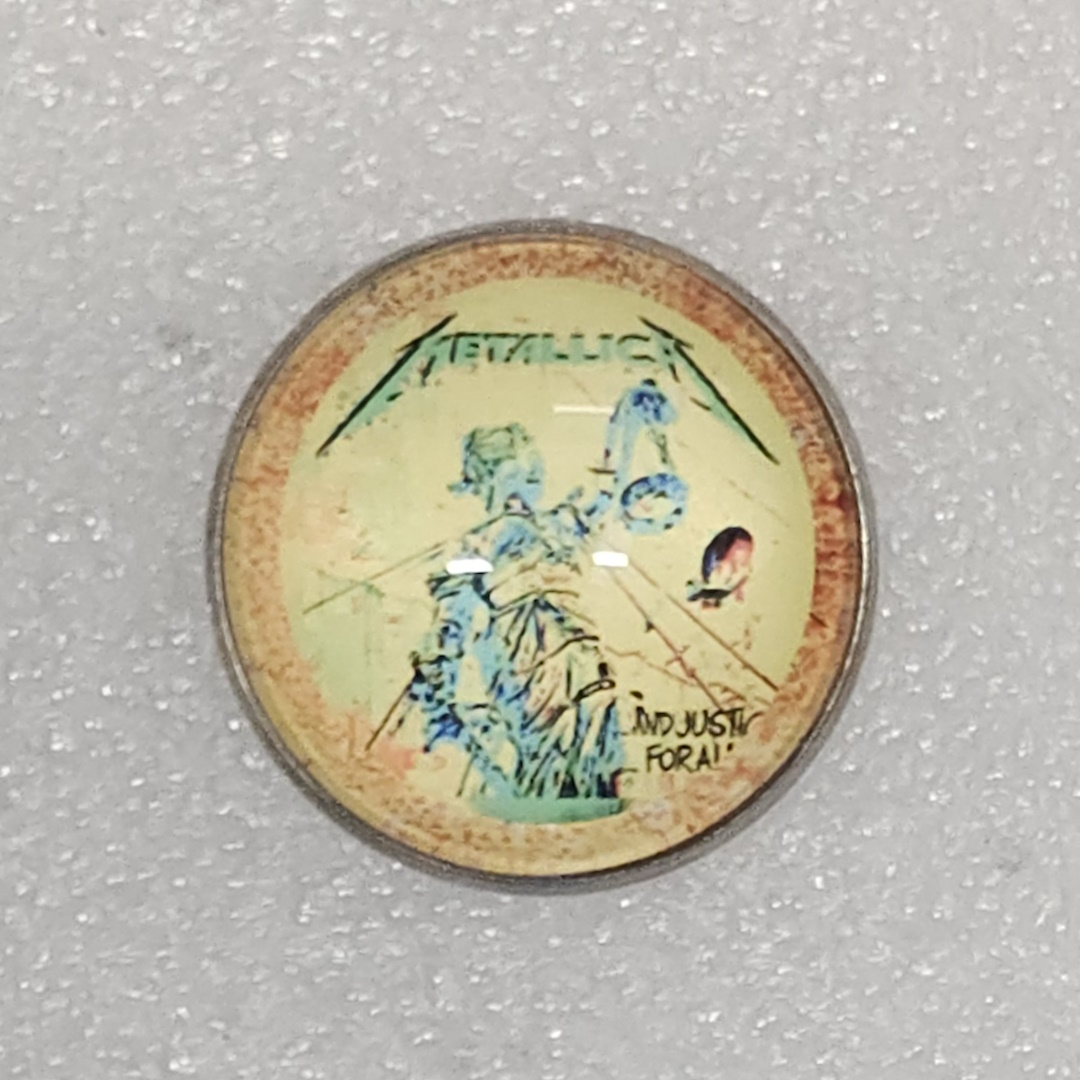 METALLICA
...AND JUSTIC
FOR AL